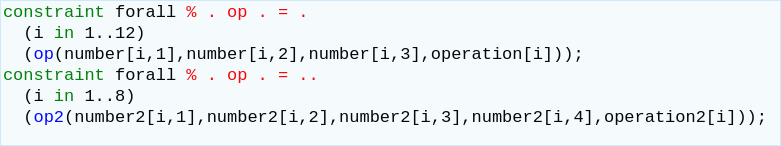 constraint forall % . op . = .
  (i in 1..12)
  (op(number[i,1],number[i,2],number[i,3],operation[i]));
constraint forall % . op . = ..
  (i in 1..8)
  (op2(number2[i,1],number2[i,2],number2[i,3],number2[i,4],operation2[i]));